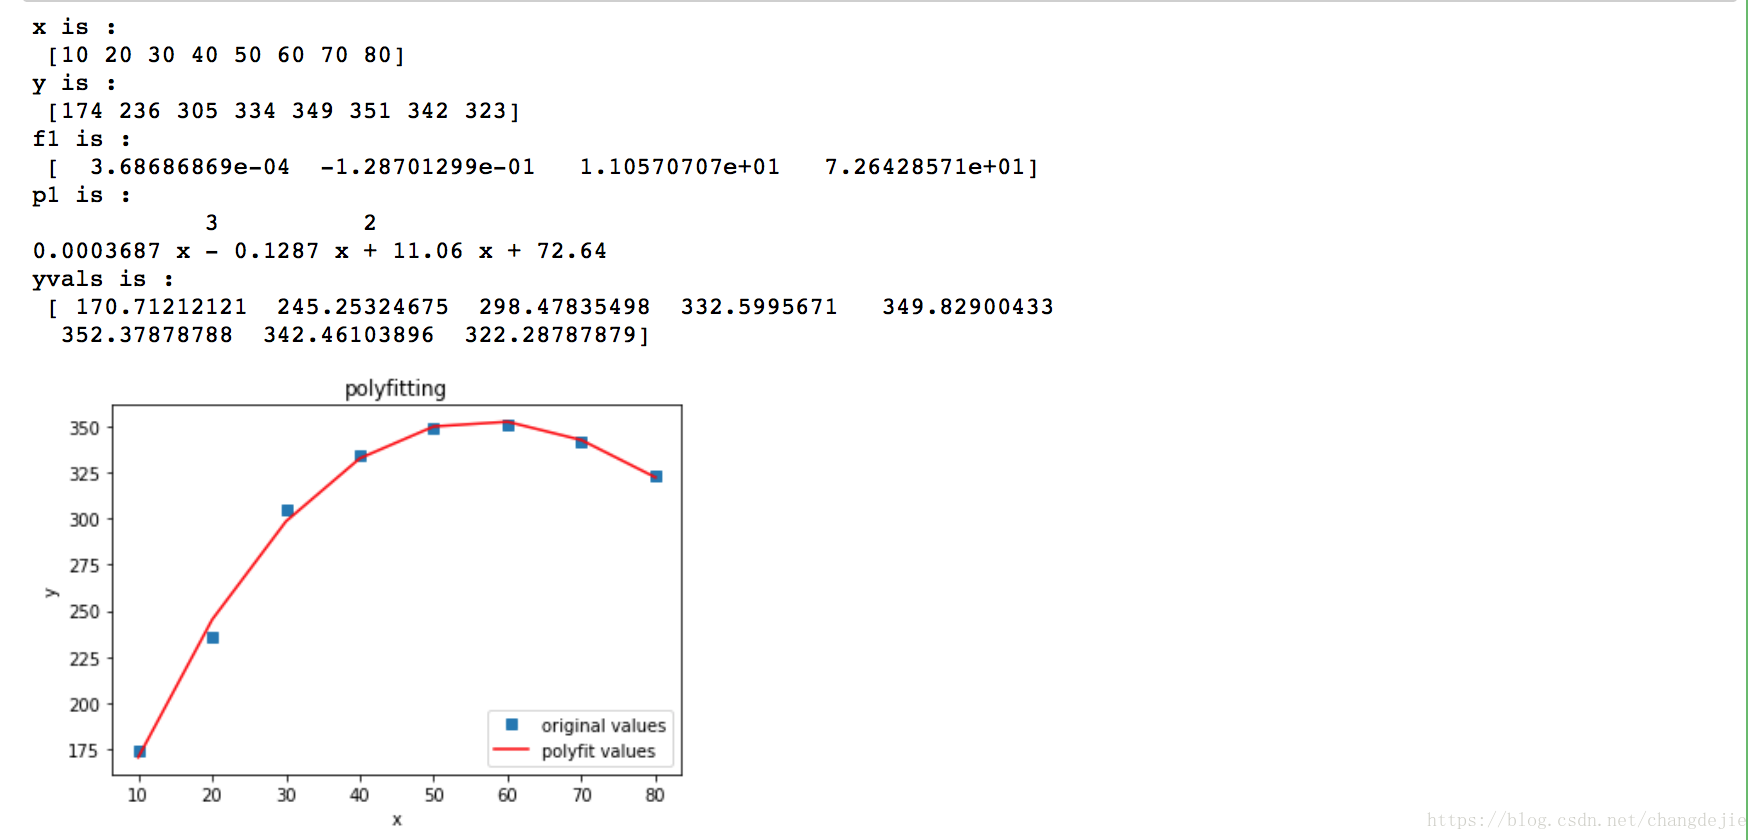 x is :
[10 20 30 40 50 60 70 80]
y is :
[174 236 305 334 349 351 342 323]
f1 is :
[  3.68686869e-04  -1.28701299e-01   1.10570707e+01   7.26428571e+01]
p1 is :
3          2
0.0003687 x - 0.1287 x + 11.06 x + 72.64
yvals is :
[ 170.71212121  245.25324675  298.47835498  332.5995671   349.82900433
352.37878788  342.46103896  322.28787879]
polyfitting
350
325
300
275
250
225
200
175
y
original values
polyfit values
10 20 30 40 50 60 70 80
x
https://blog.csdn.net/changdejie